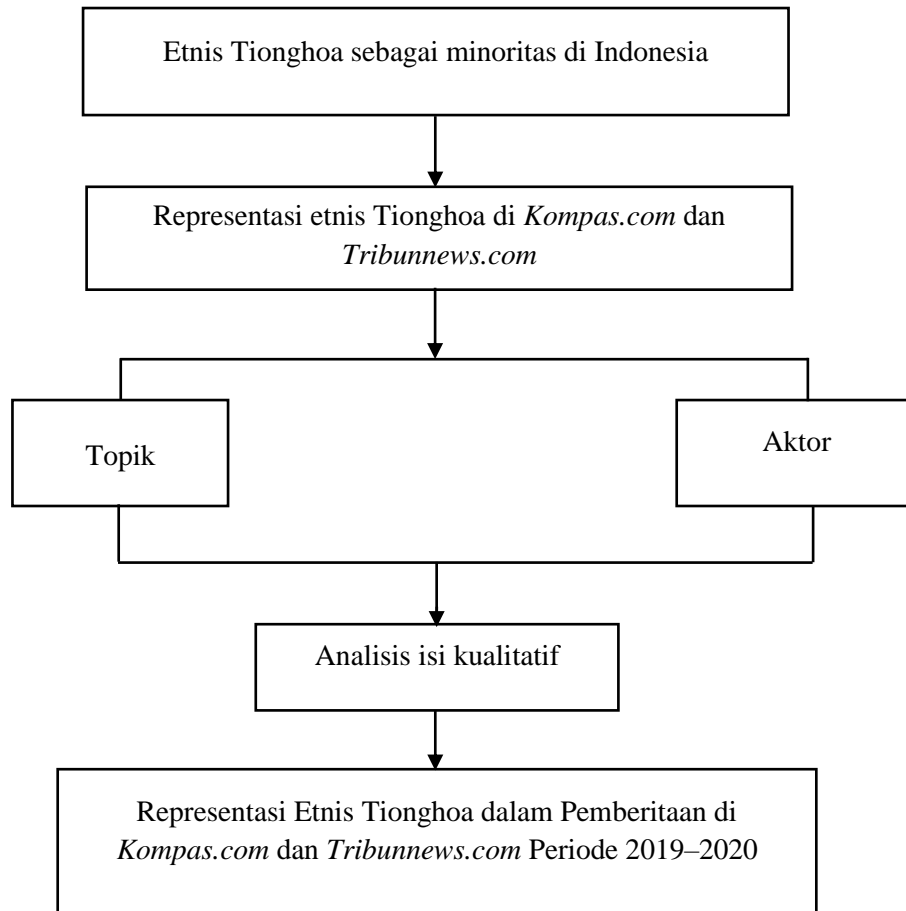 Etnis Tionghoa sebagai minoritas di Indonesia
Representasi etnis Tionghoa di Kompas.com dan
Tribunnews.com
Topik
Aktor
Analisis isi kualitatif
Representasi Etnis Tionghoa dalam Pemberitaan di
Kompas.com dan Tribunnews.com Periode 2019–2020